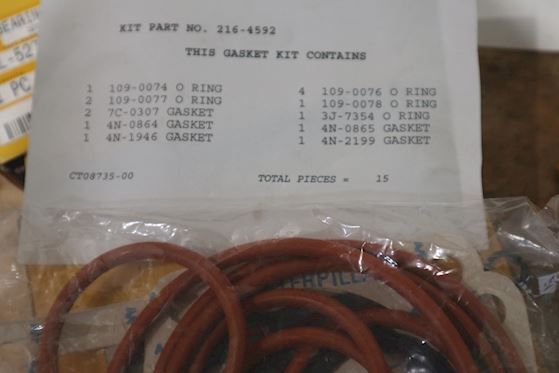 KIT PART NO. 216-4592
THIS GASKET KIT CONTAINS
1 109-0074 O RING
2 109-0077 O RING
2 7C-0307 GASKET
1 4N-0864 GASKET
1 4N-1946 GASKET
4 109-0076 O RING
1 109-0078 O RING
1 3J-7354 O RING
1 4N-0865 GASKET
1 4N-2199 GASKET
CT08735-00
TOTAL PIECES = 15